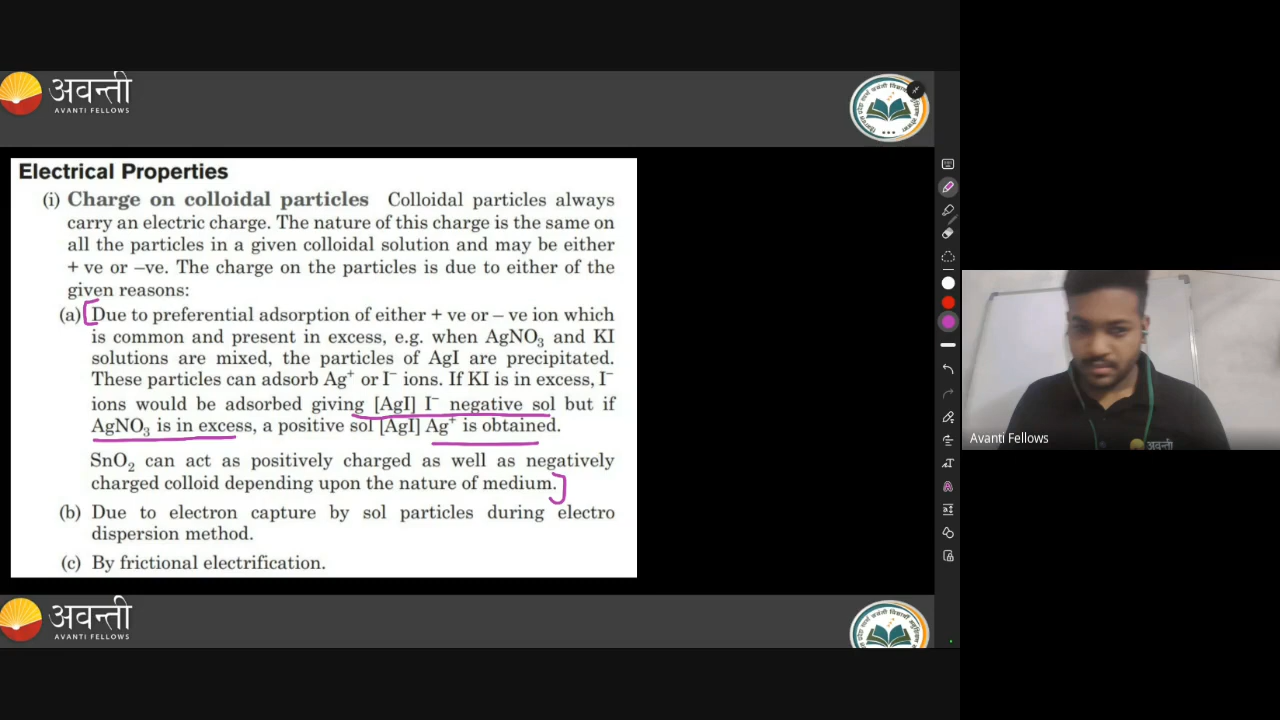 अवन्ती
AVANTI FELLOWS
Electrical Properties
(i) Charge on colloidal particles Colloidal particles always
carry an electric charge. The nature of this charge is the same on
all the particles in a given colloidal solution and may be either
+ ve or –ve. The charge on the particles is due to either of the
given reasons:
(a) Due to preferential adsorption of either + ve or – ve ion which
is common and present in excess, e.g. when AgNO₃ and KI
solutions are mixed, the particles of AgI are precipitated.
These particles can adsorb Ag⁺ or I⁻ ions. If KI is in excess, I⁻
ions would be adsorbed giving [AgI] I⁻ negative sol but if
AgNO₃ is in excess, a positive sol [AgI] Ag⁺ is obtained.
SnO₂ can act as positively charged as well as negatively
charged colloid depending upon the nature of medium.
(b) Due to electron capture by sol particles during electro
dispersion method.
(c) By frictional electrification.
Avanti Fellows
अवन्ती
अवन्ती
AVANTI FELLOWS